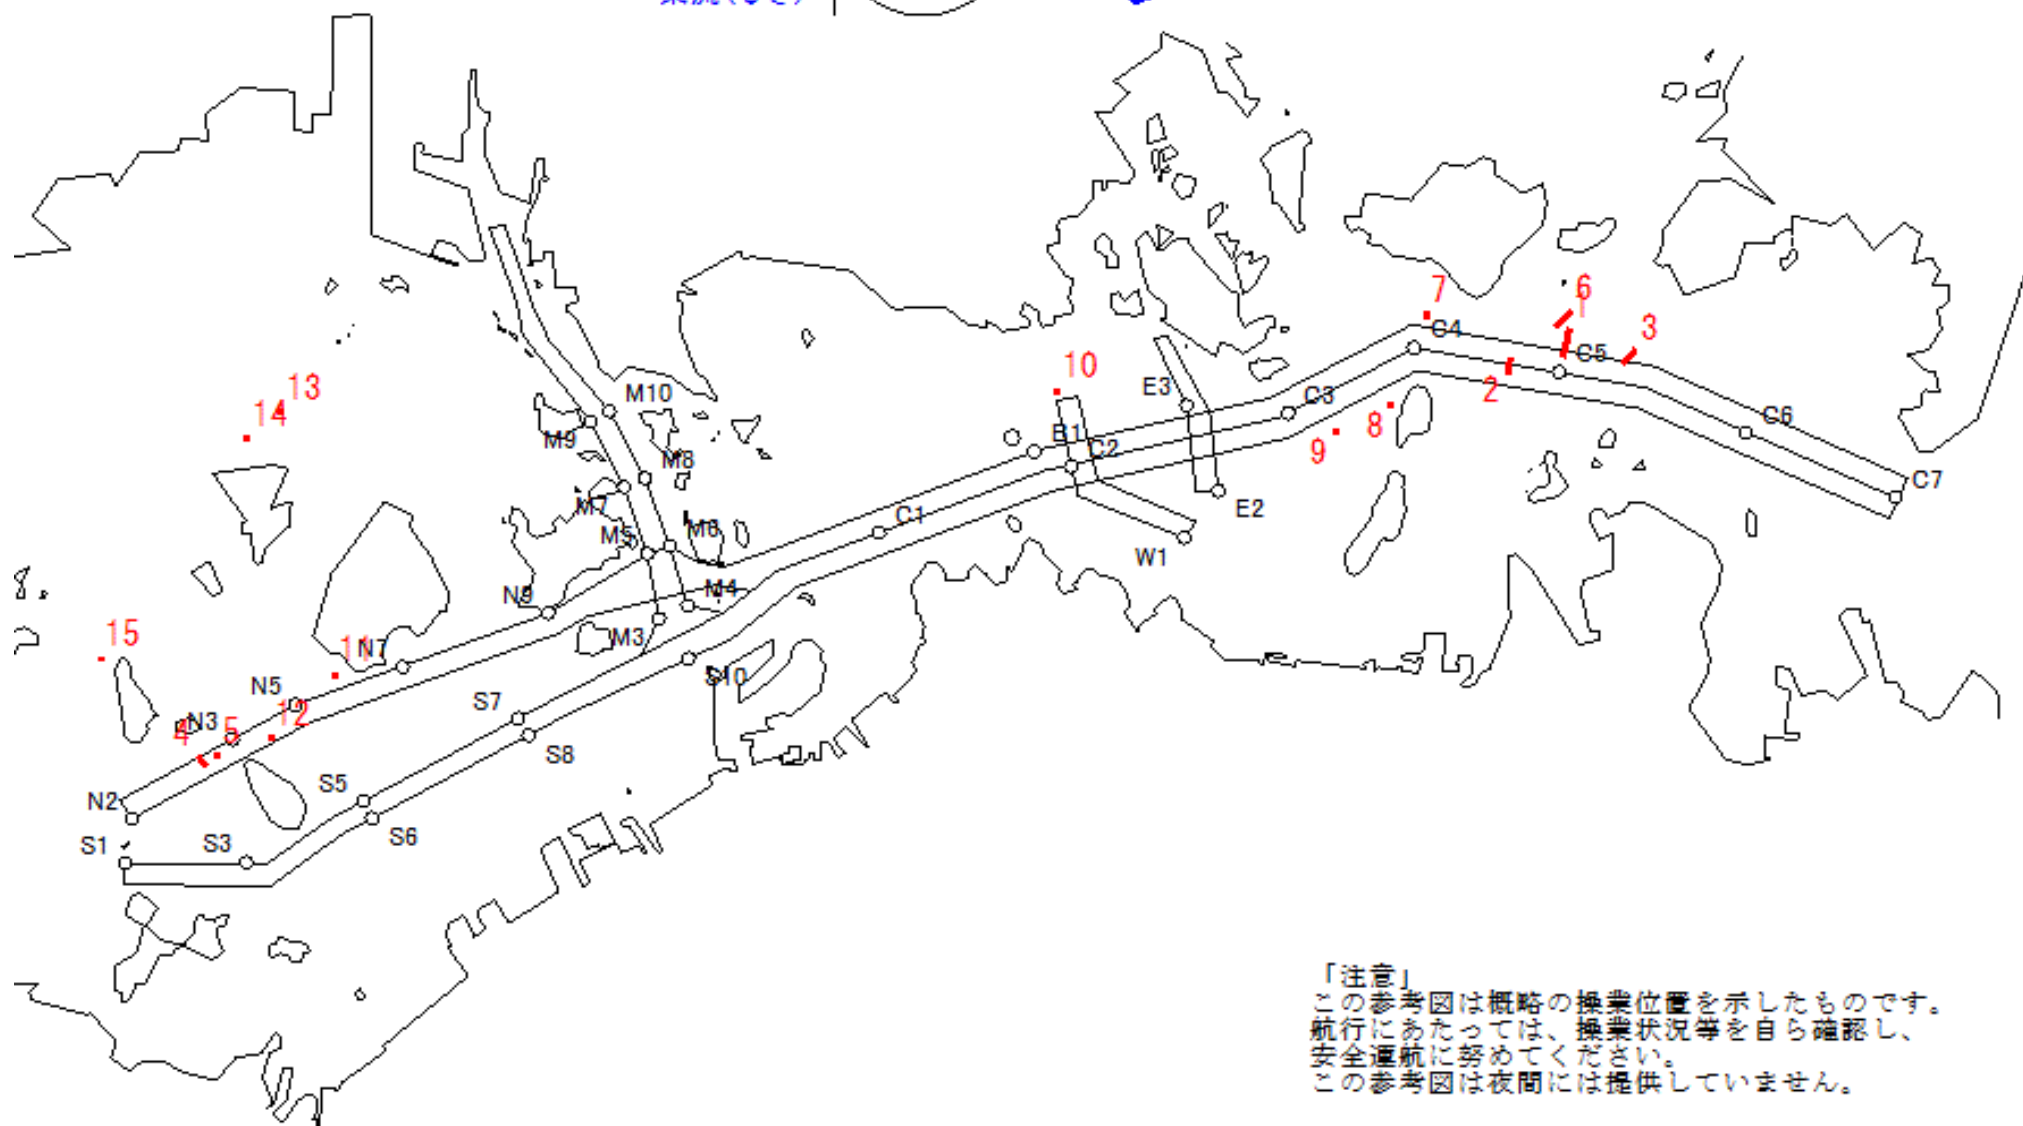 6
7
1
C4
3
C5
10
M10
E3
C3
2
13
14
C6
8
M9
B1
9
C2
M8
C7
M7
E2
C1
M5
M6
W1
N9
M4
15
M3
11
N7
N5
S10
S7
12
N3
4
5
S8
S5
N2
S6
S1
S3
「注意」
この参考図は概略の操業位置を示したものです。
航行にあたっては、操業状況等を自ら確認し、
安全運航に努めてください。
この参考図は夜間には提供していません。